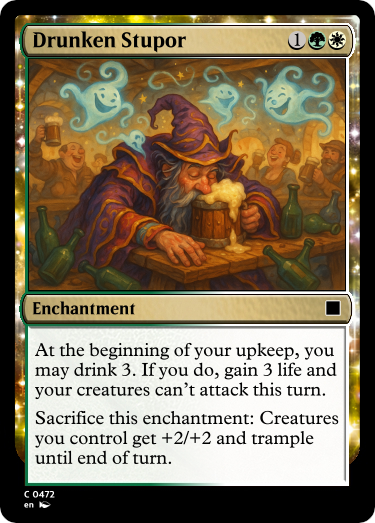 Drunken Stupor 1
Enchantment
At the beginning of your upkeep, you
may drink 3. If you do, gain 3 life and
your creatures can't attack this turn.
Sacrifice this enchantment: Creatures
you control get +2/+2 and trample
until end of turn.
C 0472
en